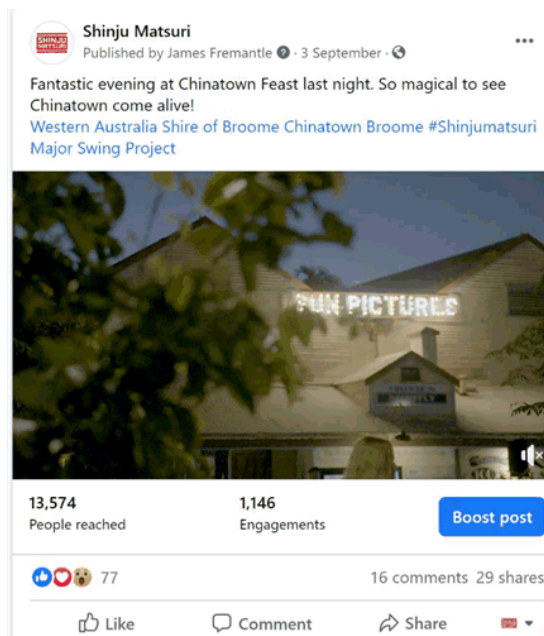 SHINJU
MATSURI
Shinju Matsuri
Published by James Fremantle · 3 September ·
Fantastic evening at Chinatown Feast last night. So magical to see
Chinatown come alive!
Western Australia Shire of Broome Chinatown Broome #Shinjumatsuri
Major Swing Project
PICTURES
13,574
People reached
1,146
Engagements
Boost post
77
16 comments 29 shares
Like
Comment
Share